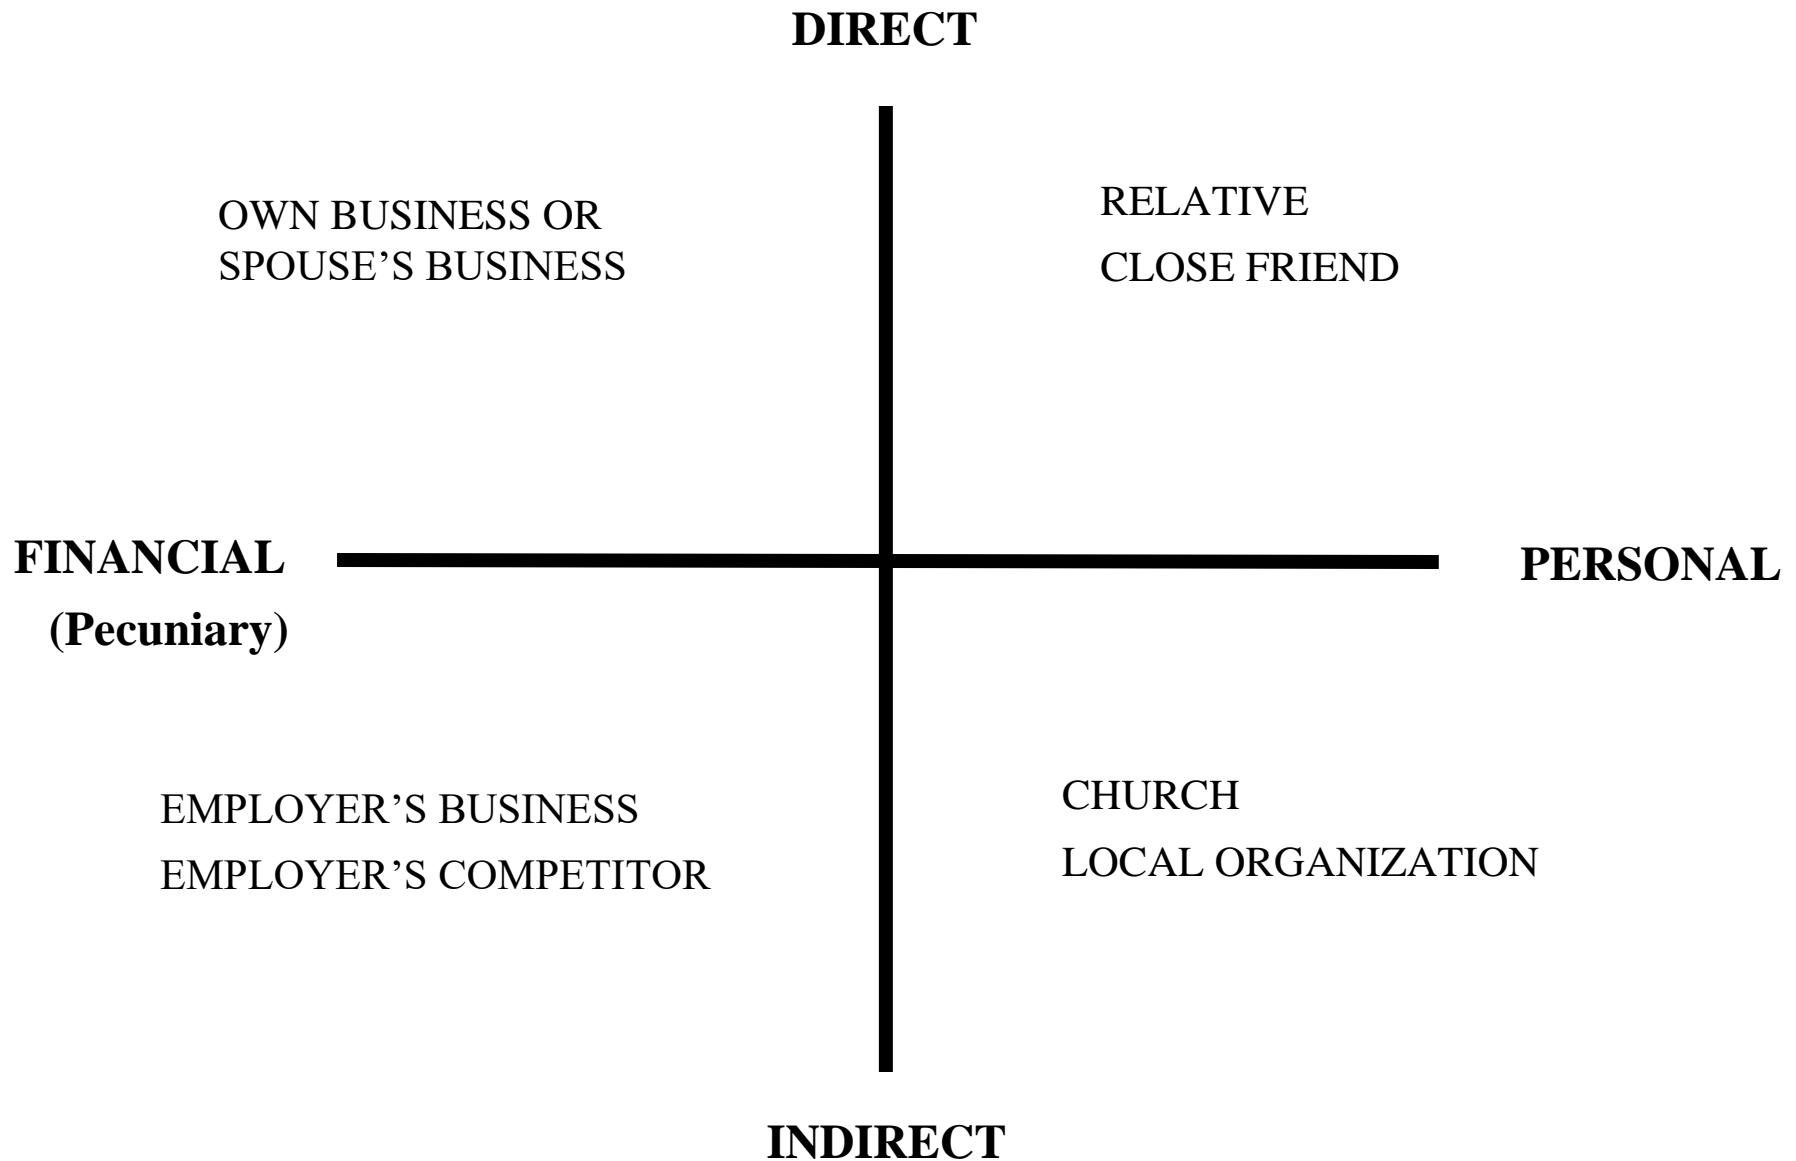 DIRECT
OWN BUSINESS OR
SPOUSE’S BUSINESS
RELATIVE
CLOSE FRIEND
FINANCIAL
(Pecuniary)
PERSONAL
EMPLOYER’S BUSINESS
EMPLOYER’S COMPETITOR
CHURCH
LOCAL ORGANIZATION
INDIRECT